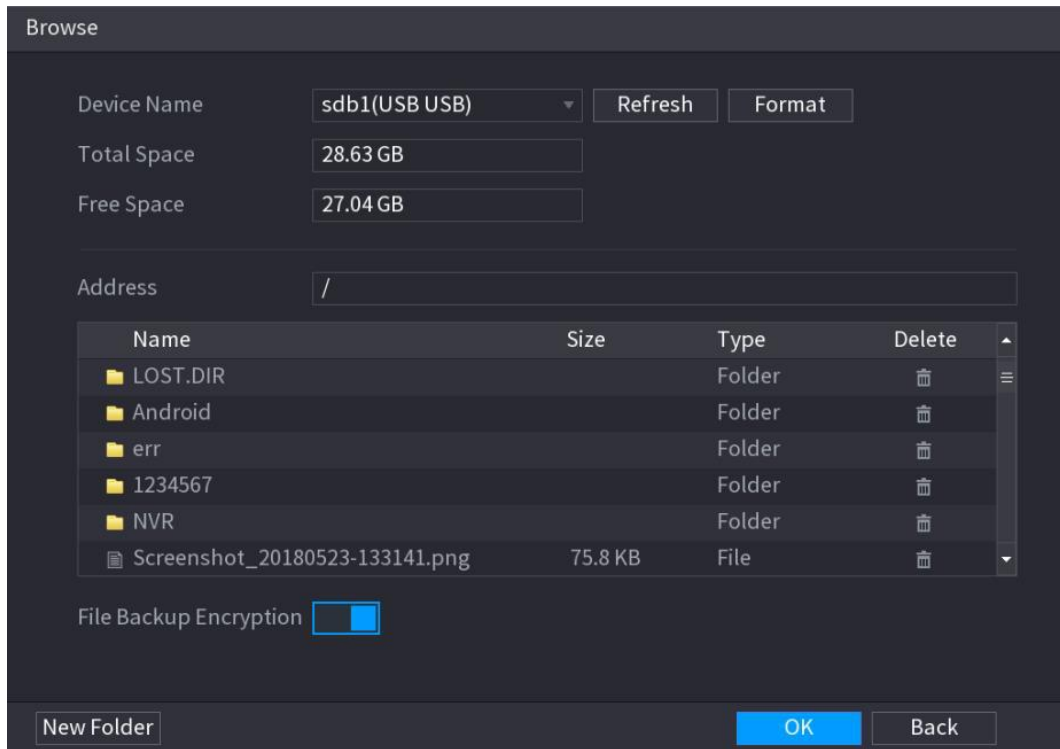 Browse
Device Name sdb1(USB USB) Refresh Format
Total Space 28.63 GB
Free Space 27.04 GB
Address /
Name Size Type Delete
LOST.DIR Folder
Android Folder
err Folder
1234567 Folder
NVR Folder
Screenshot_20180523-133141.png 75.8 KB File
File Backup Encryption
New Folder OK Back